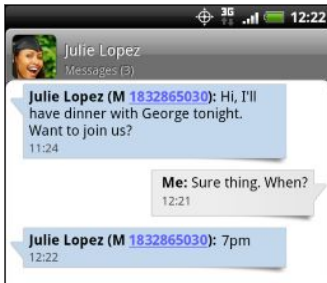 3G 12:22
Julie Lopez
Messages (3)
Julie Lopez (M 1832865030): Hi, I'll
have dinner with George tonight.
Want to join us?
11:24
Me: Sure thing. When?
12:21
Julie Lopez (M 1832865030): 7pm
12:22